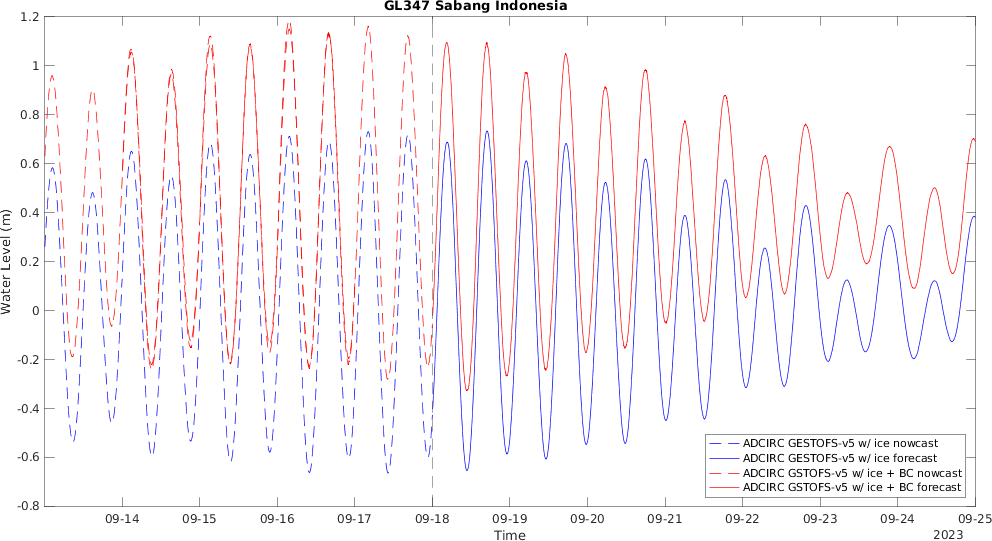 GL347 Sabang Indonesia
Water Level (m)
1.2
1
0.8
0.6
0.4
0.2
0
-0.2
-0.4
-0.6
-0.8
ADCIRC GESTOFS-v5 w/ ice nowcast
ADCIRC GESTOFS-v5 w/ ice forecast
ADCIRC GSTOFS-v5 w/ ice + BC nowcast
ADCIRC GSTOFS-v5 w/ ice + BC forecast
09-14 09-15 09-16 09-17 09-18 09-19 09-20 09-21 09-22 09-23 09-24 09-25
Time
2023